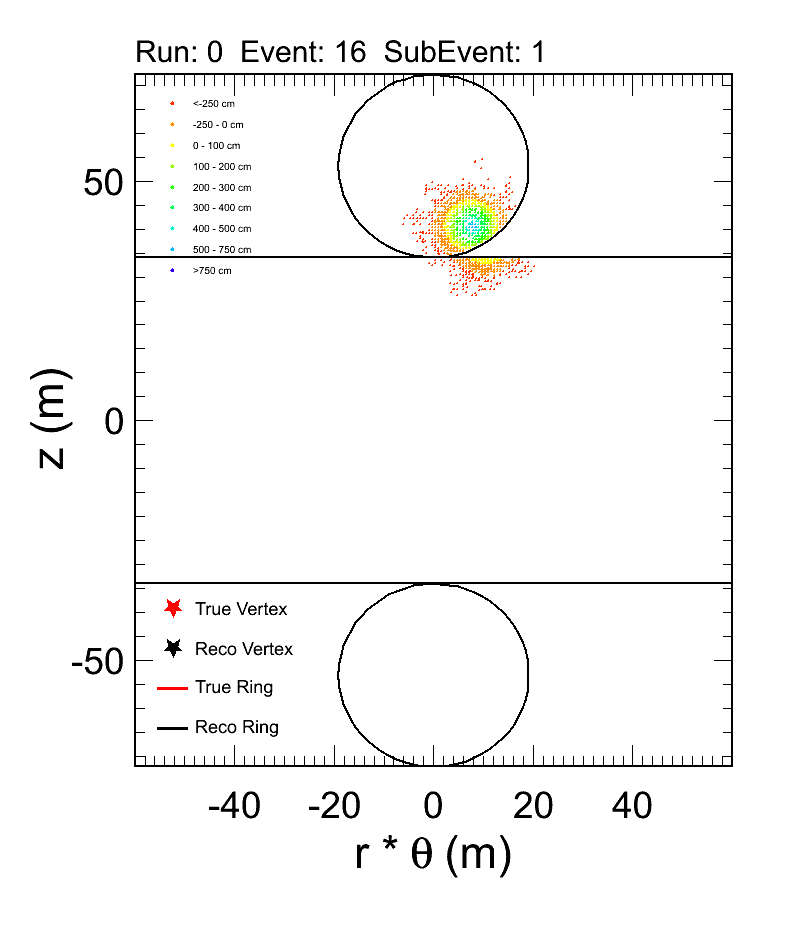 Run: 0 Event: 16 SubEvent: 1
<-250 cm
-250 - 0 cm
0 - 100 cm
100 - 200 cm
200 - 300 cm
300 - 400 cm
400 - 500 cm
500 - 750 cm
>750 cm
50
0
-50
z (m)
True Vertex
Reco Vertex
True Ring
Reco Ring
-40 -20 0 20 40
r * θ (m)